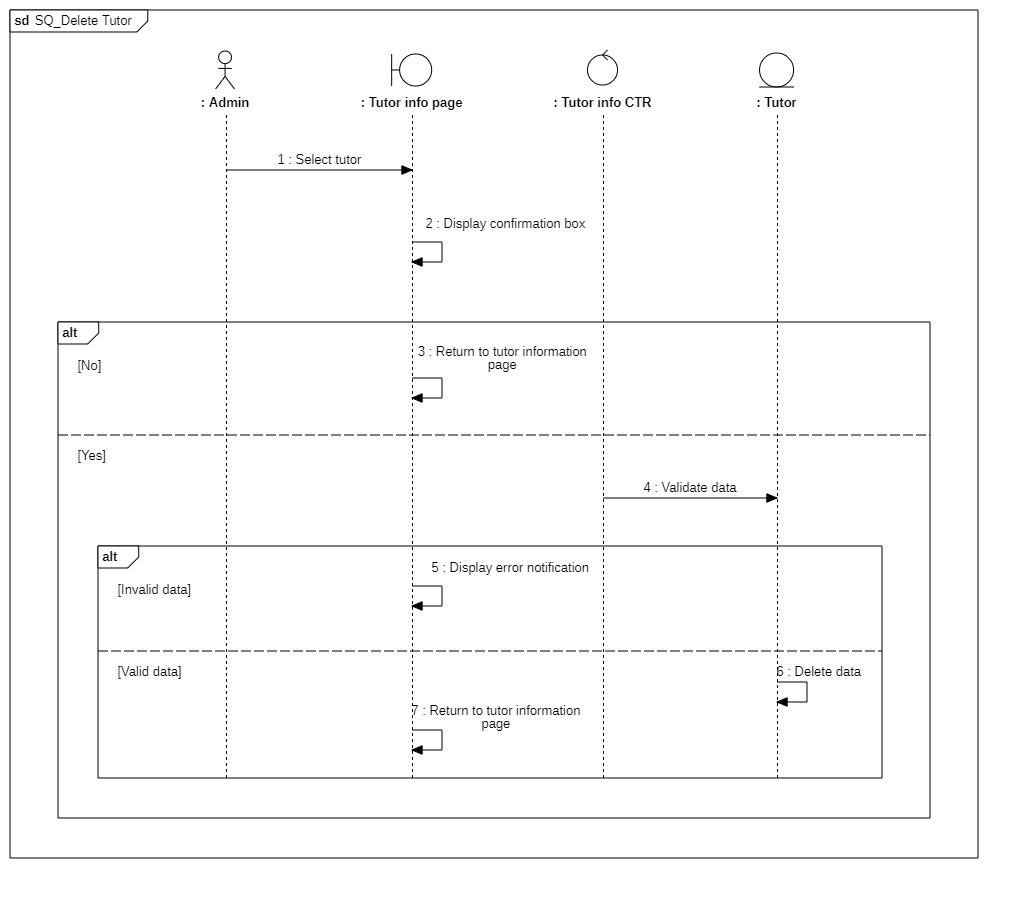 sd SQ_Delete Tutor
: Admin
: Tutor info page
: Tutor info CTR
: Tutor
1 : Select tutor
2 : Display confirmation box
alt
[No]
3 : Return to tutor information
page
[Yes]
4 : Validate data
alt
[Invalid data]
5 : Display error notification
[Valid data]
6 : Delete data
7 : Return to tutor information
page